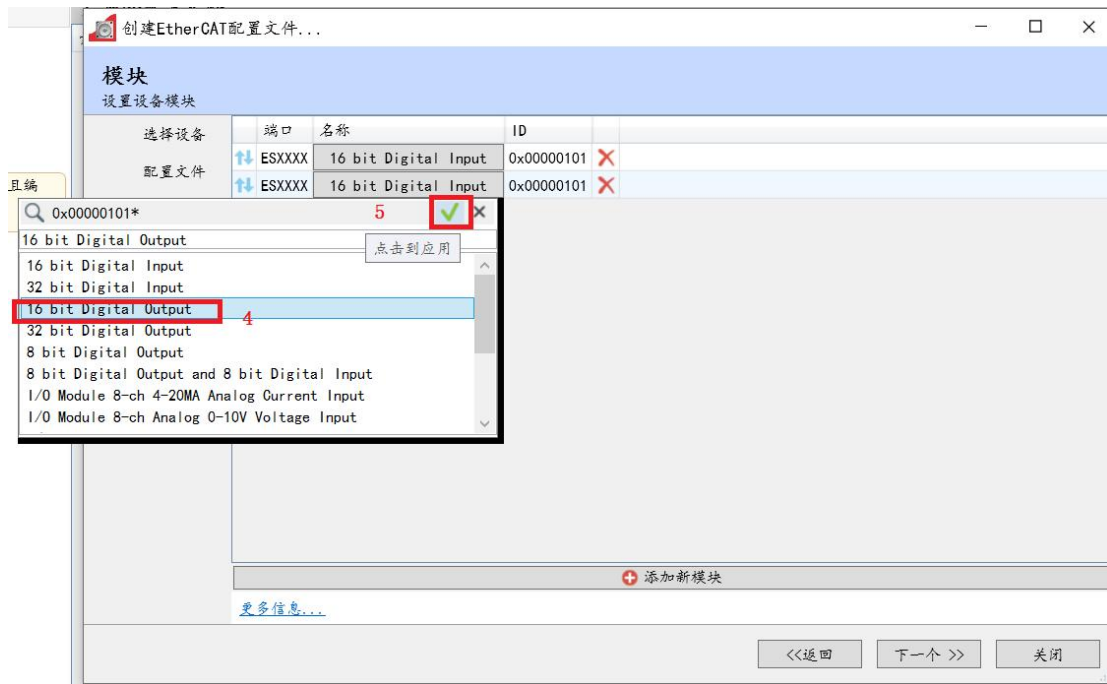 创建EtherCAT配置文件...
模块
设置设备模块
选择设备
配置文件
端口 名称 ID
ESXXXX 16 bit Digital Input 0x00000101
ESXXXX 16 bit Digital Input 0x00000101
且编
0x00000101* 5
16 bit Digital Output
点击到应用
16 bit Digital Input
32 bit Digital Input
16 bit Digital Output 4
32 bit Digital Output
8 bit Digital Output
8 bit Digital Output and 8 bit Digital Input
I/O Module 8-ch 4-20MA Analog Current Input
I/O Module 8-ch Analog 0-10V Voltage Input
添加新模块
更多信息...
<<返回 下一个 >> 关闭